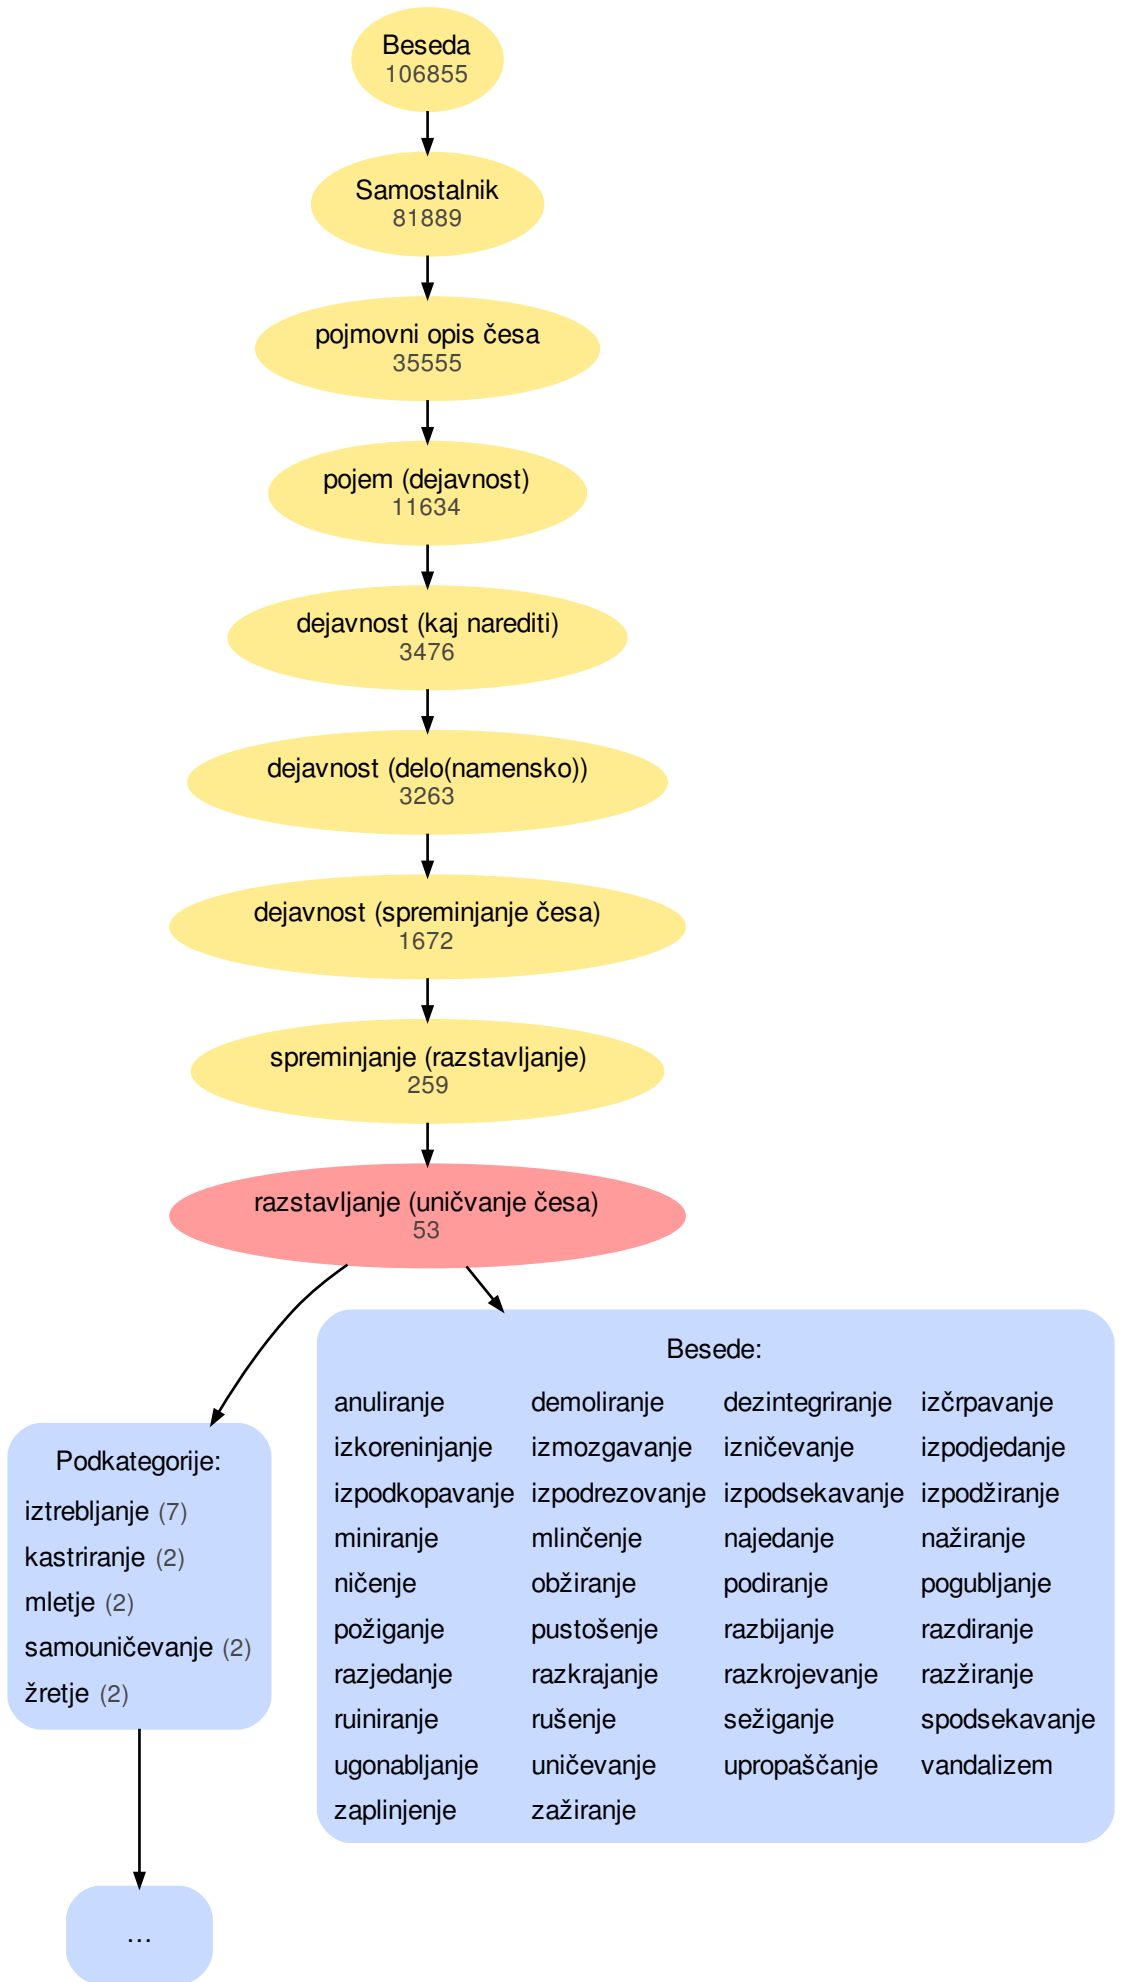 Beseda
106855
Samostalnik
81889
pojmovni opis česa
35555
pojem (dejavnost)
11634
dejavnost (kaj narediti)
3476
dejavnost (delo(namensko))
3263
dejavnost (spreminjanje česa)
1672
spreminjanje (razstavljanje)
259
razstavljanje (uničvanje česa)
53
Podkategorije:
iztrebljanje (7)
kastriranje (2)
mletje (2)
samouničevanje (2)
žretje (2)
...
Besede:
anuliranje demoliranje dezintegriranje izčrpavanje
izkoreninjanje izmozgavanje izničevanje izpodjedanje
izpodkopavanje izpodrezovanje izpodsekavanje izpodžiranje
miniranje mlinčenje najedanje nažiranje
ničenje obžiranje podiranje pogubljanje
požiganje pustošenje razbijanje razdiranje
razjedanje razkrajanje razkrojevanje razžiranje
ruiniranje rušenje sežiganje spodsekavanje
ugonabljanje uničevanje upropaščanje vandalizem
zaplinjenje zažiranje